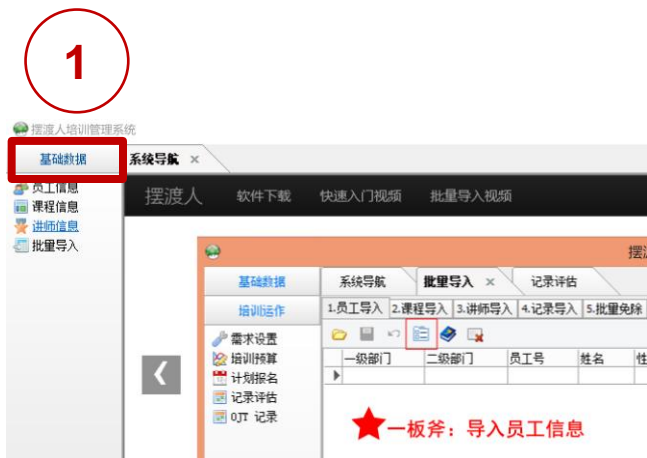 1
摆渡人培训管理系统
基础数据 系统导航 ×
员工信息
课程信息
讲师信息
批量导入
摆渡人 软件下载 快速入门视频 批量导入视频
基础数据 系统导航 批量导入 × 记录评估
培训运作 1.员工导入 2.课程导入 3.讲师导入 4.记录导入 5.批量免除
需求设置
培训预算
计划报名
记录评估
OJT 记录
一级部门 二级部门 员工号 姓名
一板斧：导入员工信息